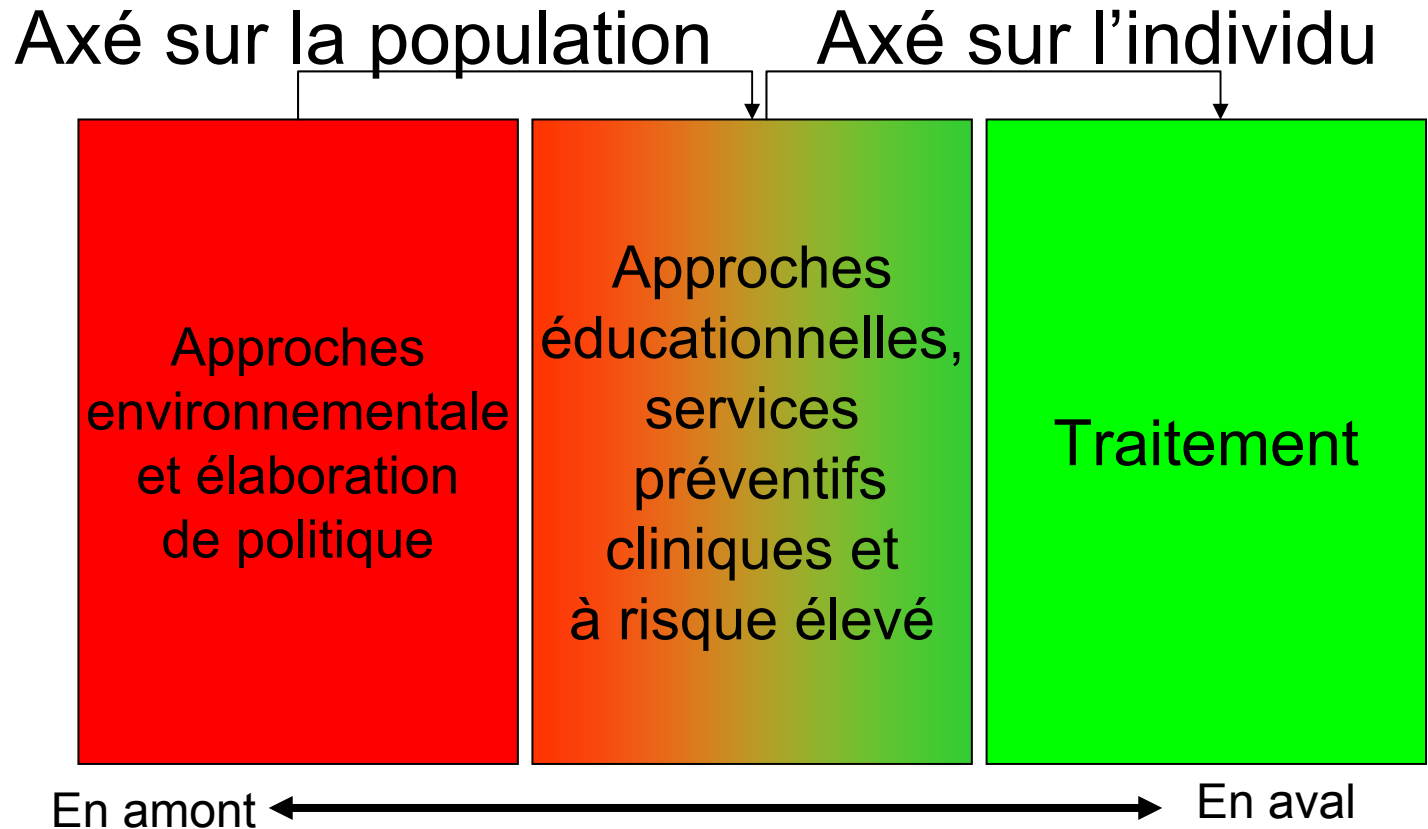 Axé sur la population Axé sur l’individu
Approches
environnementale
et élaboration
de politique
Approches
éducationnelles,
services
préventifs
cliniques et
à risque élevé
Traitement
En amont En aval